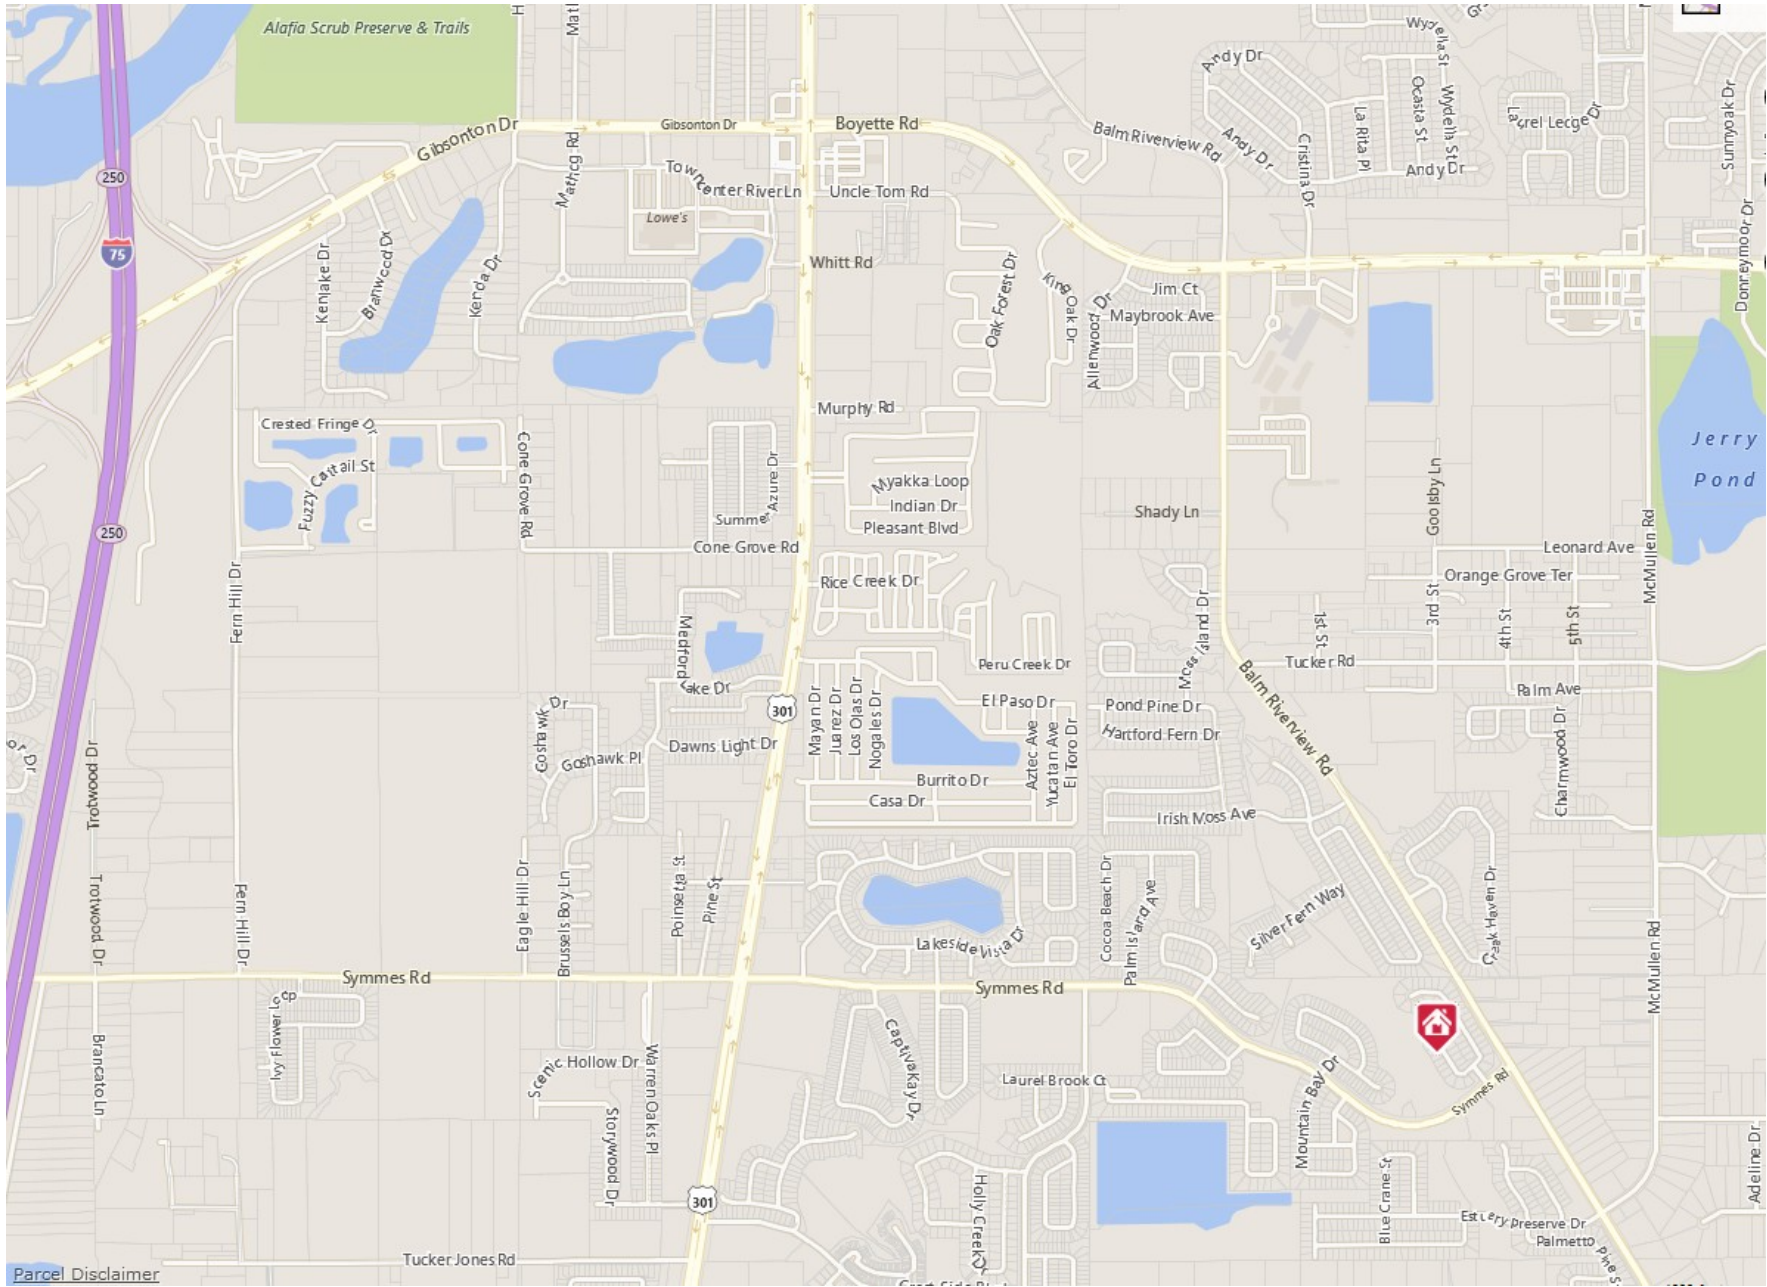 Alafia Scrub Preserve & Trails
Andy Dr
Wydella St
Ocasta St
Wydella St
La Rita Pl
Laurel Ledge Dr
Sunnyoak Dr
Gibsonton Dr
Gibsonton Dr
Boyette Rd
Balm Riverview Rd
Andy Dr
Cristina Dr
Andy Dr
Mathog Rd
Town Center River Ln
Uncle Tom Rd
Lowe's
250
75
Kenlake Dr
Branwood Dr
Kenda Dr
Whitt Rd
Oak Forest Dr
King Oak Dr
Allenwood Dr
Jim Ct
Maybrook Ave
Donneymoor Dr
Murphy Rd
Crested Fringe Dr
Fuzzy Cattail St
Cone Grove Rd
Summer Azure Dr
Myakka Loop
Indian Dr
Pleasant Blvd
Shady Ln
Goolsby Ln
Jerry
Pond
McMullen Rd
250
Cone Grove Rd
Leonard Ave
Fern Hill Dr
Rice Creek Dr
Orange Grove Ter
Moss Island Dr
1st St
3rd St
4th St
5th St
Medford Lake Dr
Peru Creek Dr
Tucker Rd
Palm Ave
301
Goshawk Dr
Goshawk Pl
Dawns Light Dr
Mayan Dr
Juarez Dr
Los Olas Dr
Nogales Dr
El Paso Dr
Aztec Ave
Yucatan Ave
El Toro Dr
Pond Pine Dr
Hartford Fern Dr
Balm Riverview Rd
Charmwood Dr
Burrito Dr
Casa Dr
Irish Moss Ave
Trotwood Dr
Trotwood Dr
Fern Hill Dr
Eagle Hill Dr
Brussels Boy Ln
Poinsetta St
Pine St
Lakeside Vista Dr
Cocoa Beach Dr
Palm Island Ave
Silver Fern Way
Creek Haven Dr
McMullen Rd
Symmes Rd
Symmes Rd
Ivy Flower Loop
Brancato Ln
Scenic Hollow Dr
Warren Oaks Pl
Storywood Dr
Captiva Kay Dr
Laurel Brook Ct
Mountain Bay Dr
Symmes Rd
301
Holly Creek Dr
Blue Crane St
Estuary Preserve Dr
Palmetto
Pine S
Adeline Dr
Tucker Jones Rd
Parcel Disclaimer